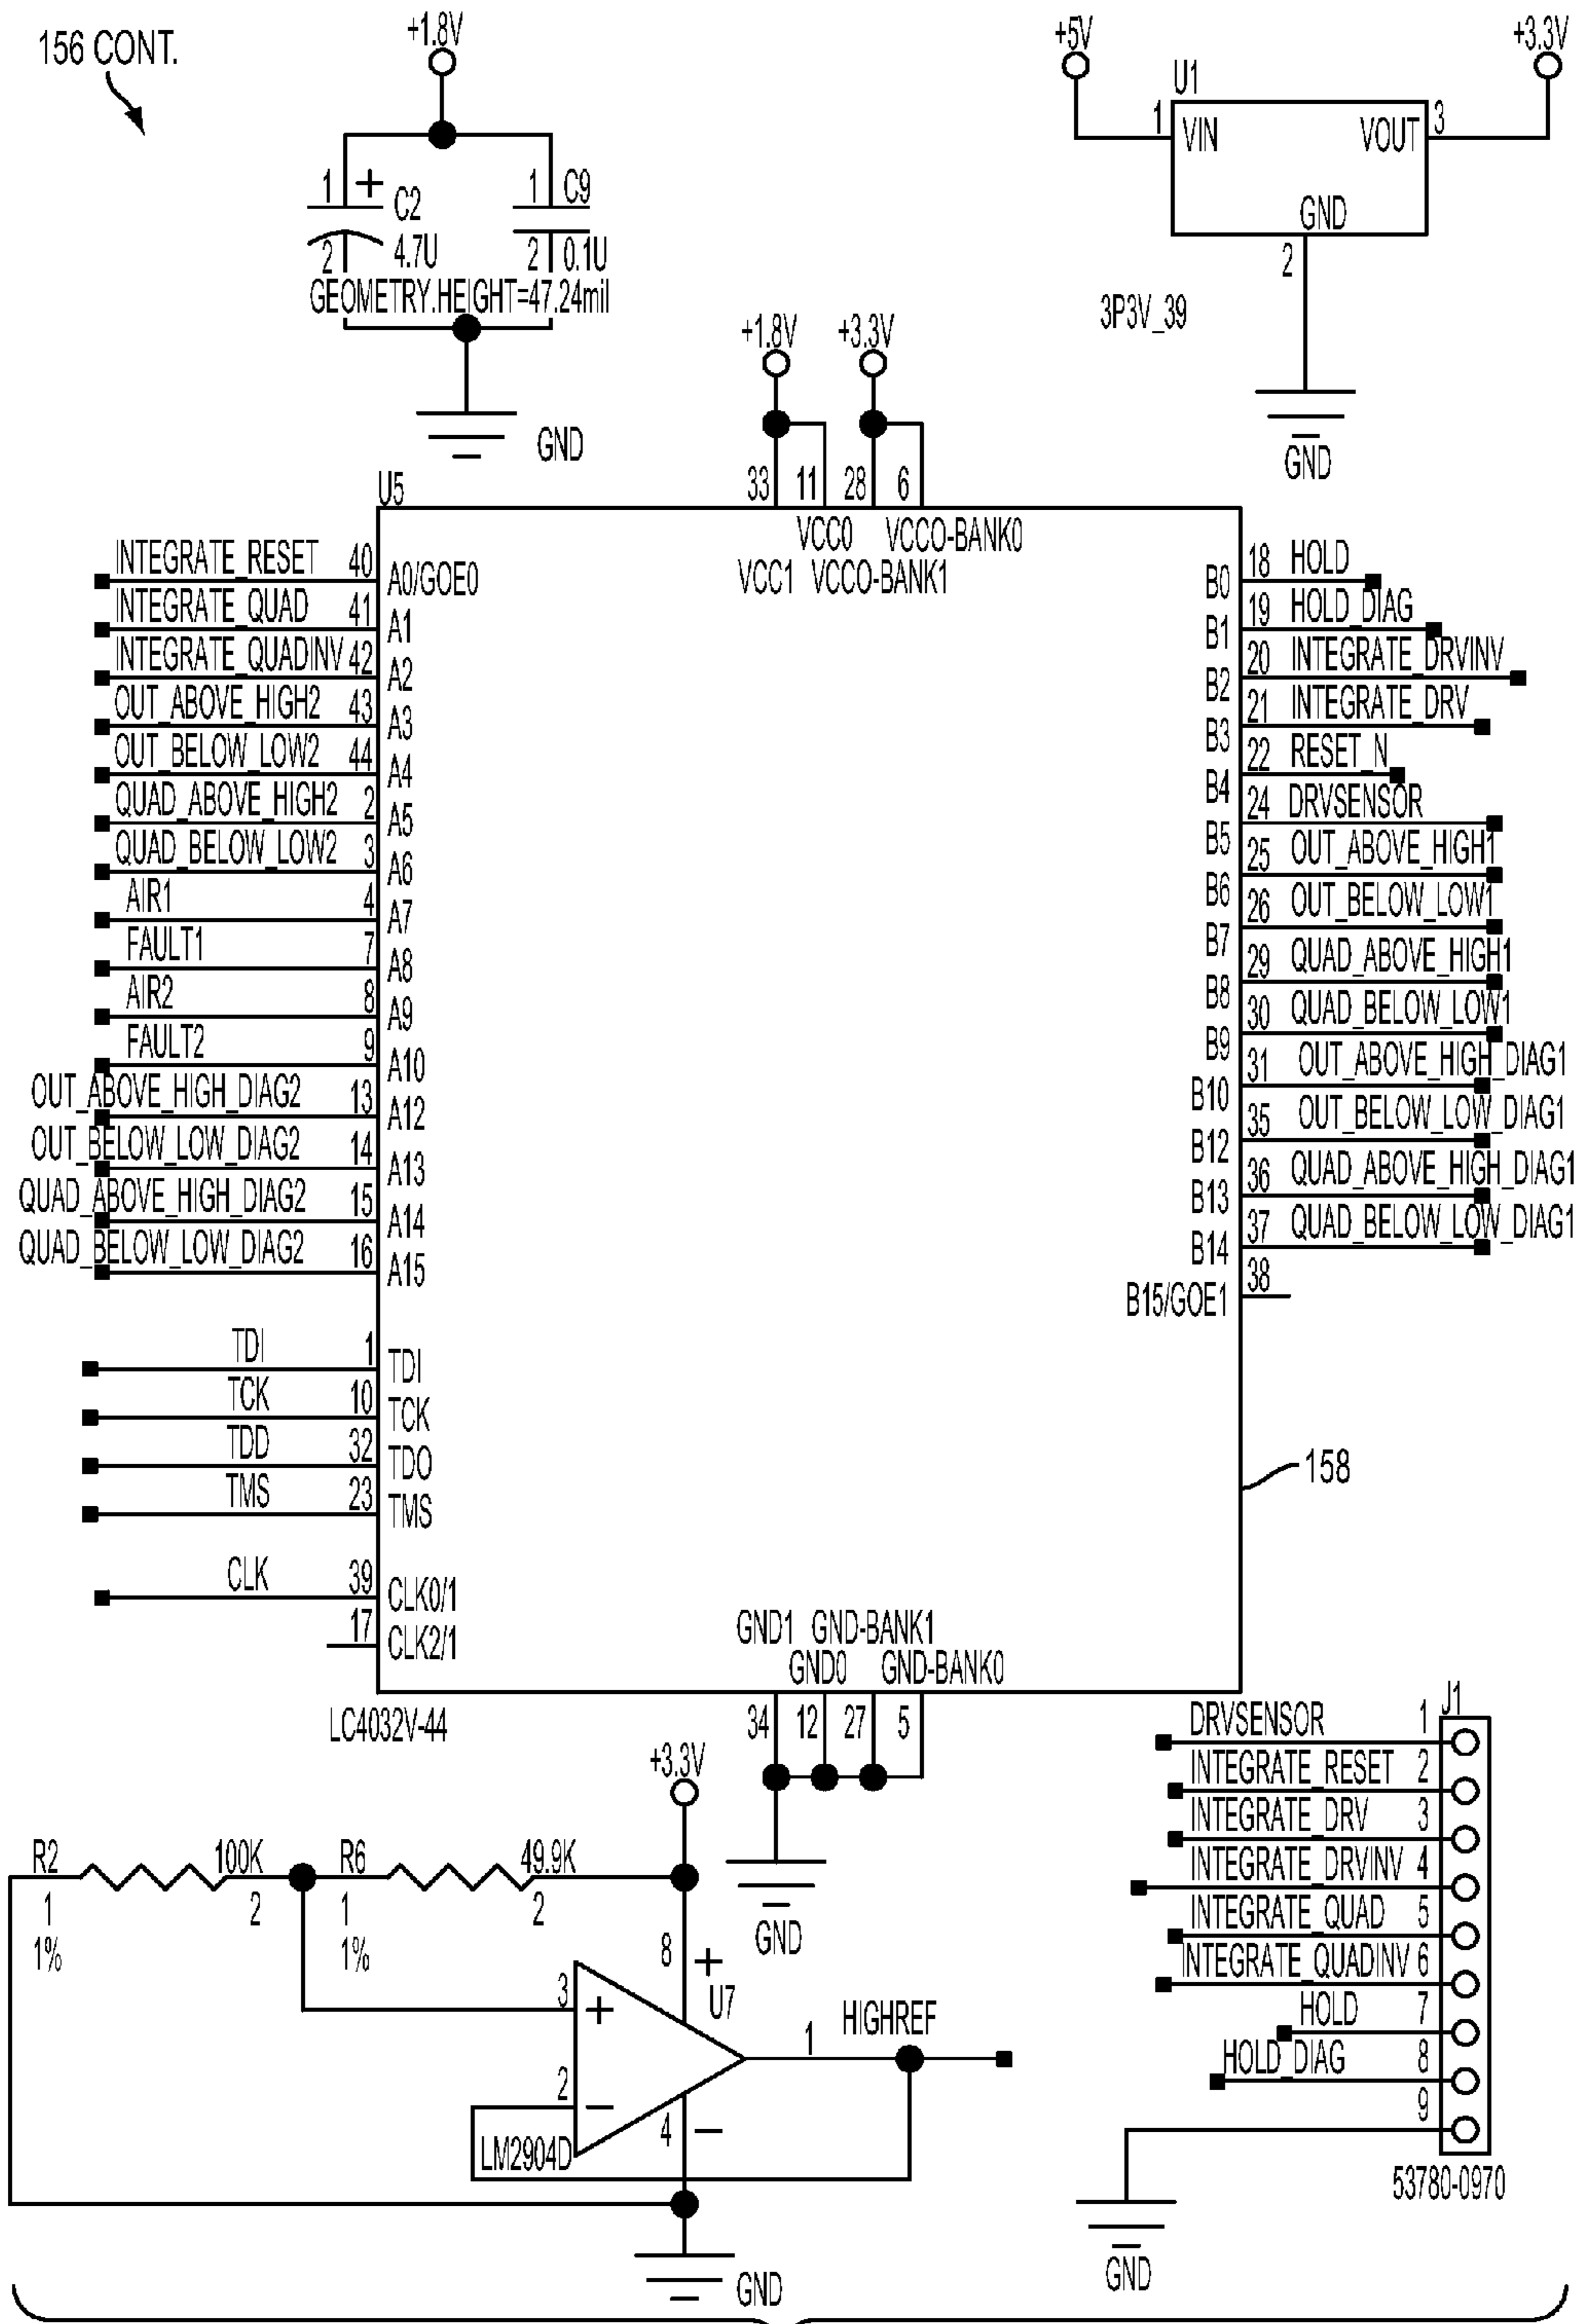 156 CONT.
+1.8V
1 + C2
2 4.7U
1 C9
2 0.1U
GEOMETRY.HEIGHT=47.24mil
GND
+5V
+3.3V
U1
1 VIN VOUT 3
GND
2
3P3V_39
GND
+1.8V +3.3V
33 11 28 6
U5
VCC0 VCCO-BANK0
VCC1 VCCO-BANK1
INTEGRATE_RESET 40 A0/GOE0
INTEGRATE_QUAD 41 A1
INTEGRATE_QUADINV 42 A2
OUT_ABOVE_HIGH2 43 A3
OUT_BELOW_LOW2 44 A4
QUAD_ABOVE_HIGH2 2 A5
QUAD_BELOW_LOW2 3 A6
AIR1 4 A7
FAULT1 7 A8
AIR2 8 A9
FAULT2 9 A10
OUT_ABOVE_HIGH_DIAG2 13 A12
OUT_BELOW_LOW_DIAG2 14 A13
QUAD_ABOVE_HIGH_DIAG2 15 A14
QUAD_BELOW_LOW_DIAG2 16 A15
TDI 1 TDI
TCK 10 TCK
TDD 32 TDO
TMS 23 TMS
CLK 39 CLK0/1
17 CLK2/1
B0 18 HOLD
B1 19 HOLD_DIAG
B2 20 INTEGRATE_DRVINV
B3 21 INTEGRATE_DRV
B4 22 RESET_N
B5 24 DRVSENSOR
B6 25 OUT_ABOVE_HIGH1
B7 26 OUT_BELOW_LOW1
B8 29 QUAD_ABOVE_HIGH1
B9 30 QUAD_BELOW_LOW1
B10 31 OUT_ABOVE_HIGH_DIAG1
B12 35 OUT_BELOW_LOW_DIAG1
B13 36 QUAD_ABOVE_HIGH_DIAG1
B14 37 QUAD_BELOW_LOW_DIAG1
B15/GOE1 38
158
GND1 GND-BANK1
GND0 GND-BANK0
LC4032V-44
34 12 27 5
GND
+3.3V
R2 100K R6 49.9K
1 2 1 2
1% 1%
8 +
3 + U7
1 HIGHREF
2 −
4 −
LM2904D
GND
J1
DRVSENSOR 1
INTEGRATE_RESET 2
INTEGRATE_DRV 3
INTEGRATE_DRVINV 4
INTEGRATE_QUAD 5
INTEGRATE_QUADINV 6
HOLD 7
HOLD_DIAG 8
9
53780-0970
GND